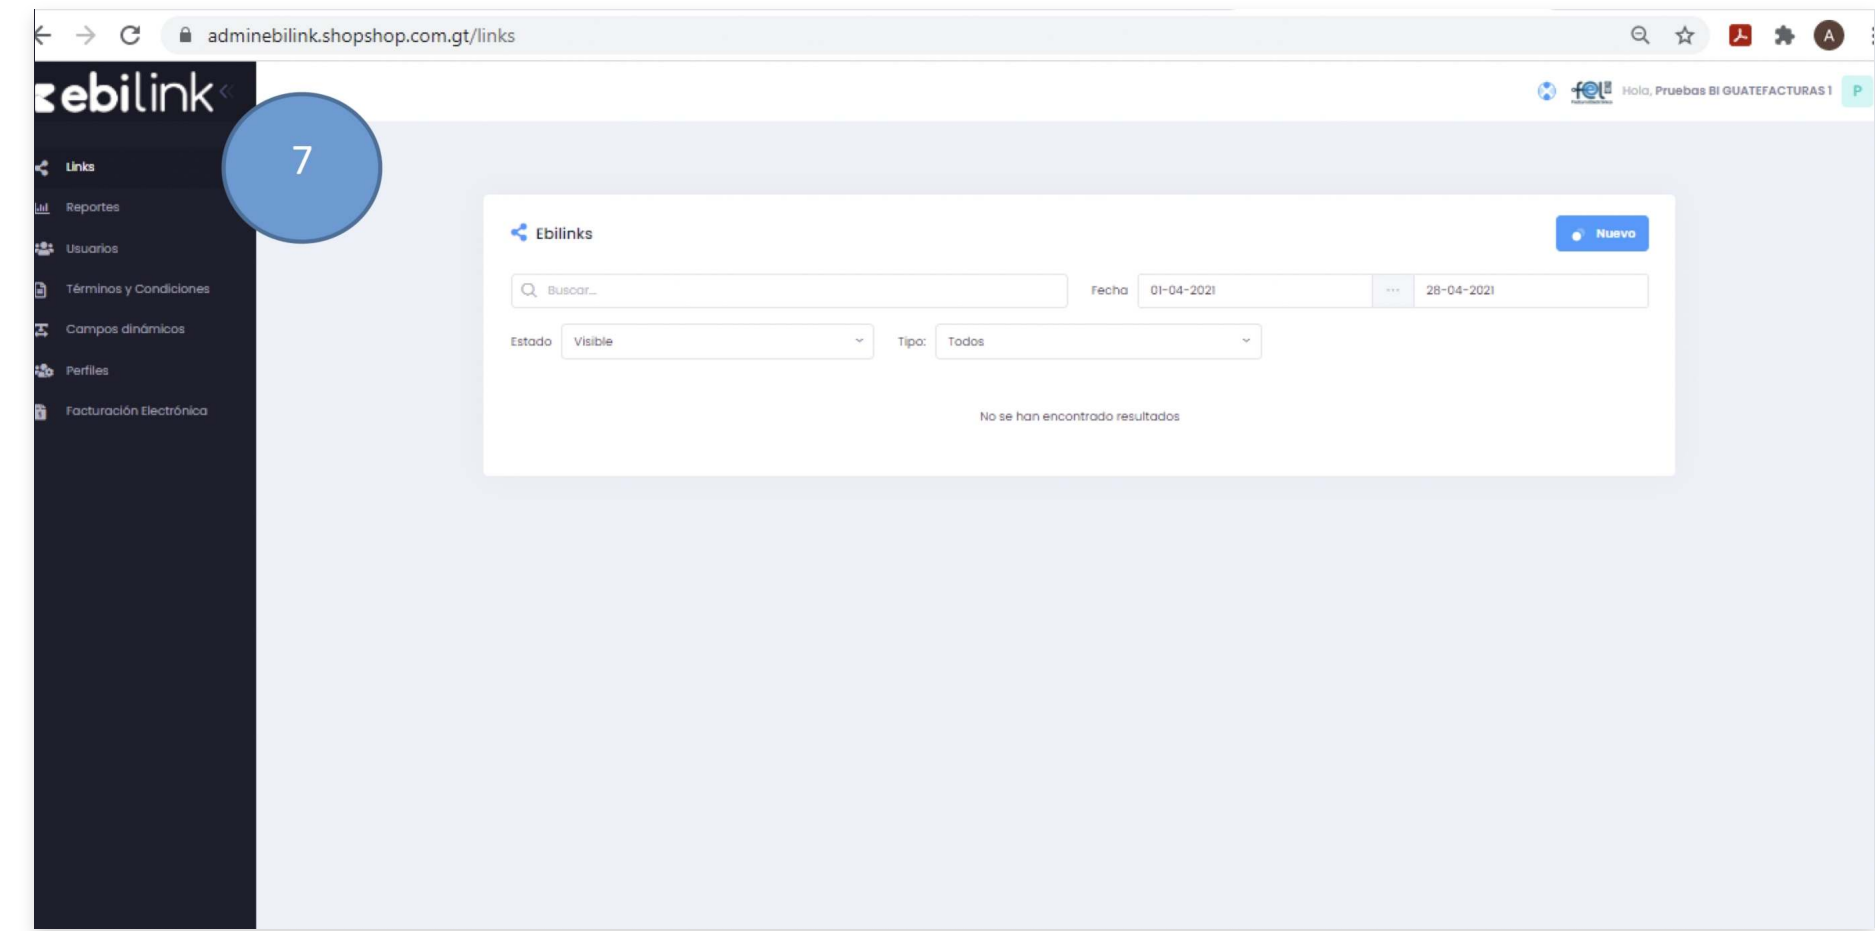 adminebilink.shopshop.com.gt/links
A
ebilink
fel
Hola, Pruebas BI GUATEFACTURAS 1
P
7
Links
Reportes
Usuarios
Términos y Condiciones
Campos dinámicos
Perfiles
Facturación Electrónica
Ebilinks
Nuevo
Buscar...
Fecha 01-04-2021 ... 28-04-2021
Estado Visible Tipo: Todos
No se han encontrado resultados